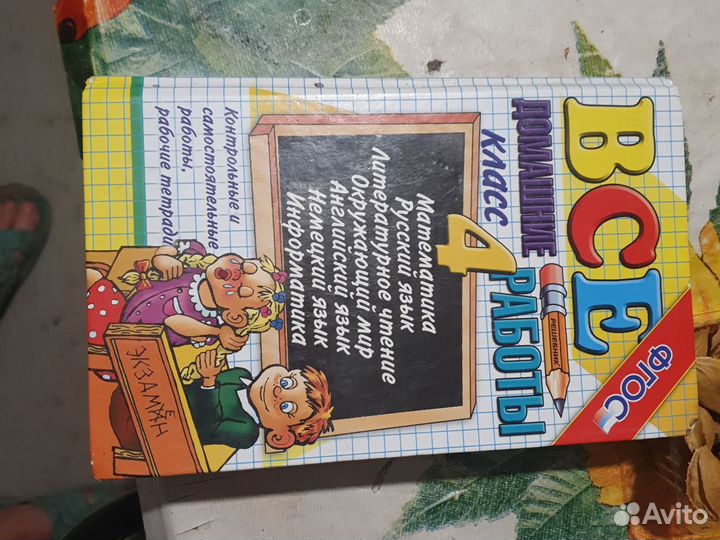 ВСЕ
ДОМАШНИЕ
РАБОТЫ
РЕШЕБНИК
ФГОС
4
класс
Математика
Русский язык
Литературное чтение
Окружающий мир
Английский язык
Немецкий язык
Информатика
Контрольные и
самостоятельные
работы,
рабочие тетради
ЭКЗАМЕН
Avito